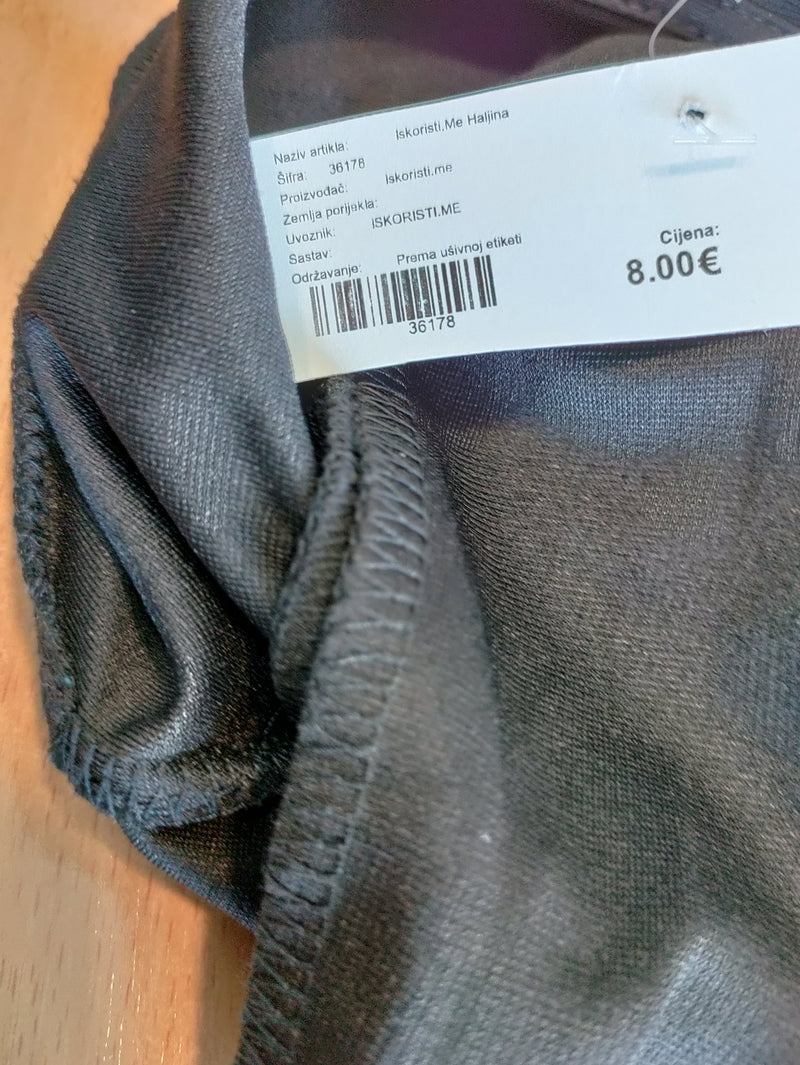 Naziv artikla: Iskoristi.Me Haljina
Šifra: 36178
Proizvođač: Iskoristi.me
Zemlja porijekla:
Uvoznik: ISKORISTI.ME
Sastav:
Održavanje: Prema ušivnoj etiketi
36178
Cijena:
8.00€